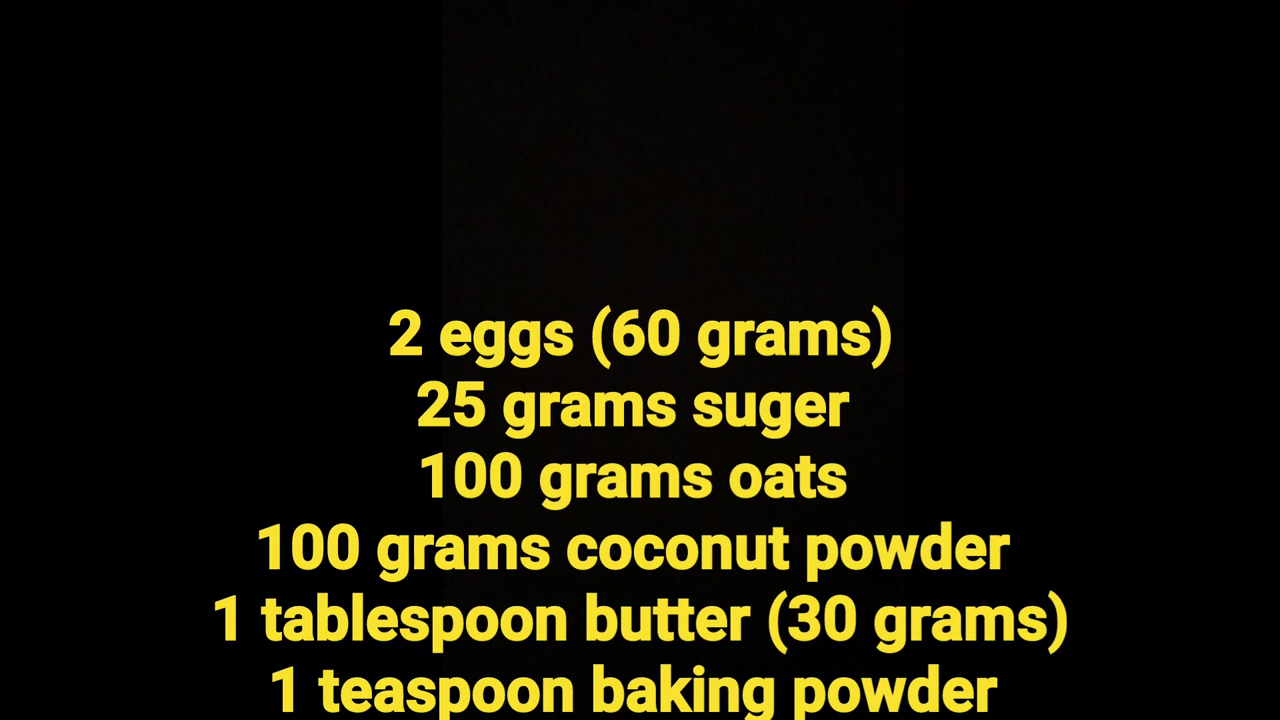 2 eggs (60 grams)
25 grams suger
100 grams oats
100 grams coconut powder
1 tablespoon butter (30 grams)
1 teaspoon baking powder